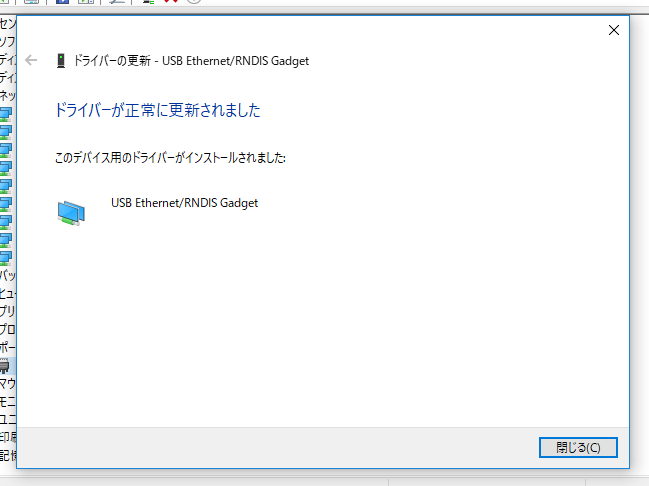 ドライバーの更新 - USB Ethernet/RNDIS Gadget
ドライバーが正常に更新されました
このデバイス用のドライバーがインストールされました:
USB Ethernet/RNDIS Gadget
閉じる(C)
セン
ソフ
ディ
ディ
ネッ
バッ
ヒュ
プリ
プロ
ポー
マウ
モニ
ユニ
印刷
記憶